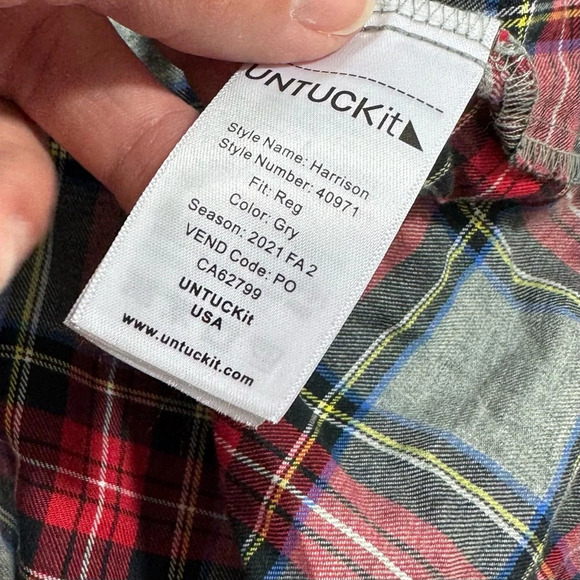 UNTUCKit
Style Name: Harrison
Style Number: 40971
Fit: Reg
Color: Gry
Season: 2021 FA 2
VEND Code: PO
CA62799
UNTUCKit
USA
www.untuckit.com